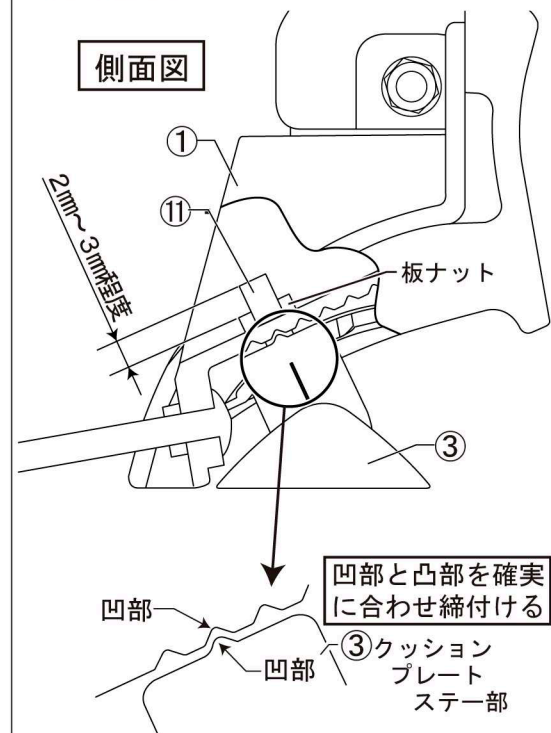 側面図
①
⑪
2㎜～3㎜程度
板ナット
③
凹部と凸部を確実
に合わせ締付ける
凹部
凹部
③クッション
プレート
ステー部